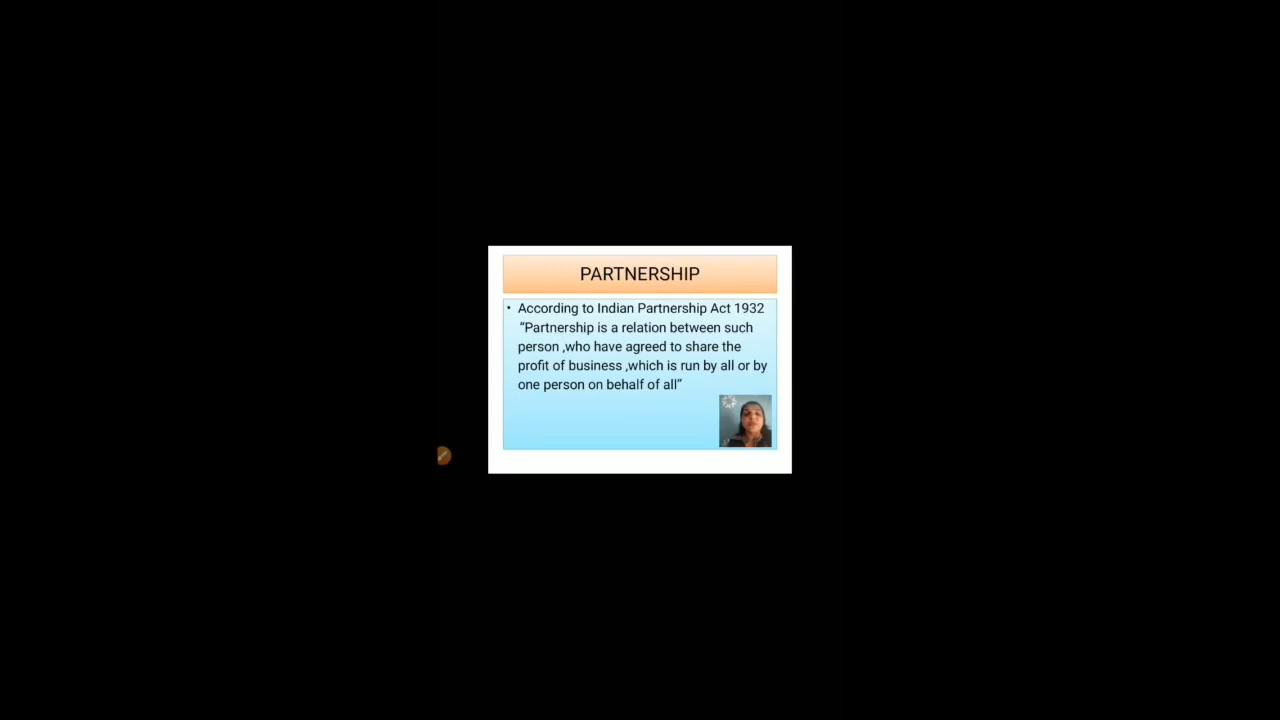 PARTNERSHIP
• According to Indian Partnership Act 1932
“Partnership is a relation between such
person ,who have agreed to share the
profit of business ,which is run by all or by
one person on behalf of all”